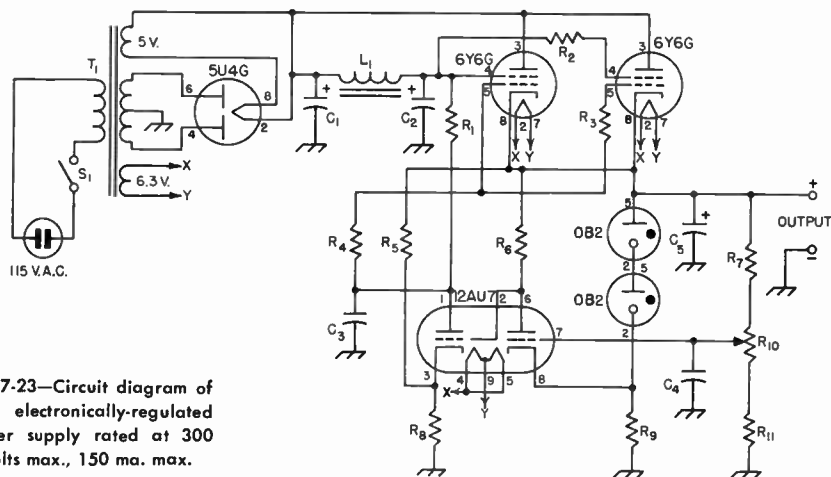 5 V.
T1
5U4G
6
8
4
2
S1
6.3 V.
X
Y
115 V.A.C.
L1
+
+
C1
C2
R1
R2
R3
6Y6G
3
4
5
8
2
7
X
Y
6Y6G
3
4
5
8
2
7
X
Y
R4
R5
R6
C3
1
12AU7
2
6
7
3
4
9
5
8
X
Y
R8
R9
5
OB2
2
5
OB2
2
C5
+
R7
R10
R11
C4
+
OUTPUT
-
7-23—Circuit diagram of
electronically-regulated
er supply rated at 300
lts max., 150 ma. max.